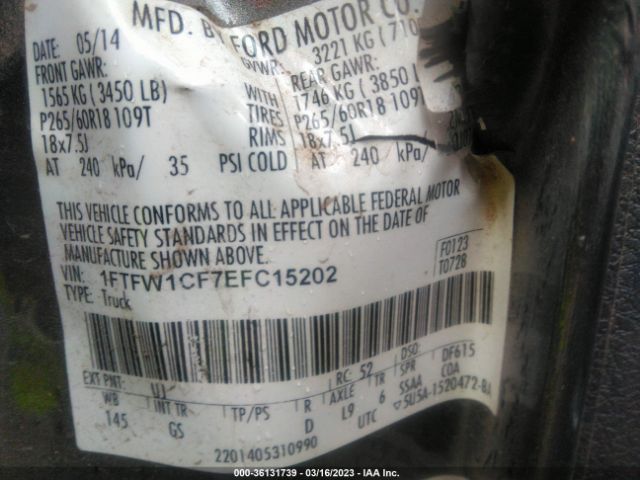 MFD. BY FORD MOTOR CO.
DATE: 05/14 GVWR: 3221 KG (710
FRONT GAWR: REAR GAWR:
1565 KG (3450 LB) 1746 KG (3850 L
P265/60R18 109T TIRES P265/60R18 109
18x7.5J RIMS 18x7.5J
AT 240 kPa/ 35 PSI COLD AT 240 kPa/
THIS VEHICLE CONFORMS TO ALL APPLICABLE FEDERAL MOTOR
VEHICLE SAFETY STANDARDS IN EFFECT ON THE DATE OF
MANUFACTURE SHOWN ABOVE.
F0123
T0728
VIN: 1FTFW1CF7EFC15202
TYPE: Truck
EXT PNT: UJ RC: 52 DSO:
WB INT TR TP/PS R AXLE TR SPR DF615
145 GS D L9 6 SSAA COA
UTC ▽5U5A-1520472-BA
2201405310990
000-36131739 - 03/16/2023 - IAA Inc.